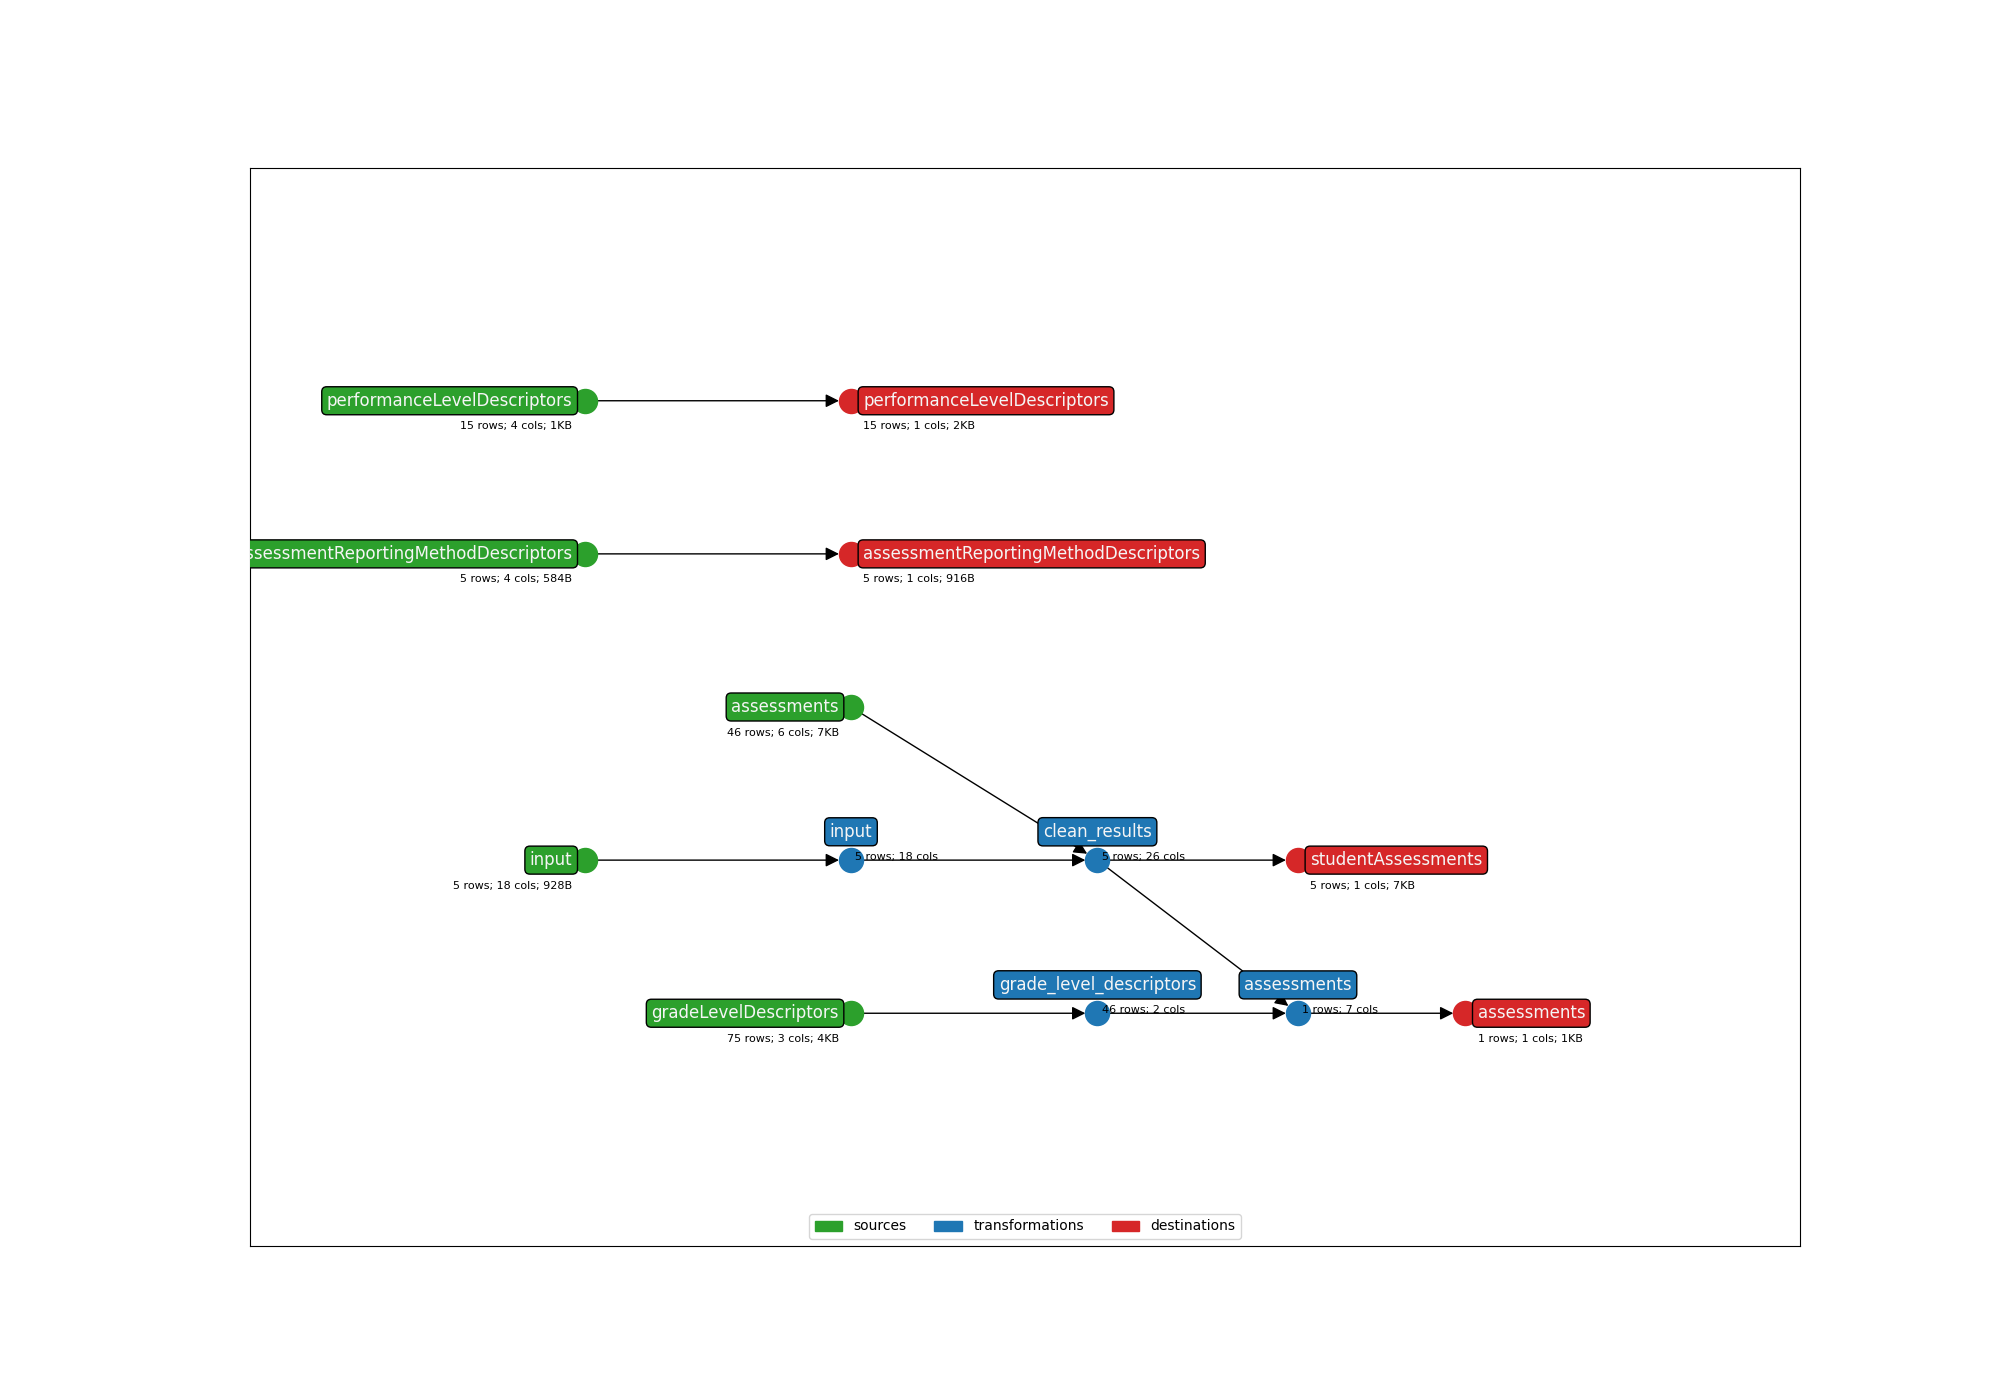 performanceLevelDescriptors
15 rows; 4 cols; 1KB
performanceLevelDescriptors
15 rows; 1 cols; 2KB
ssessmentReportingMethodDescriptors
5 rows; 4 cols; 584B
assessmentReportingMethodDescriptors
5 rows; 1 cols; 916B
assessments
46 rows; 6 cols; 7KB
input
5 rows; 18 cols
clean_results
5 rows; 26 cols
input
5 rows; 18 cols; 928B
studentAssessments
5 rows; 1 cols; 7KB
grade_level_descriptors
46 rows; 2 cols
assessments
1 rows; 7 cols
gradeLevelDescriptors
75 rows; 3 cols; 4KB
assessments
1 rows; 1 cols; 1KB
sources
transformations
destinations